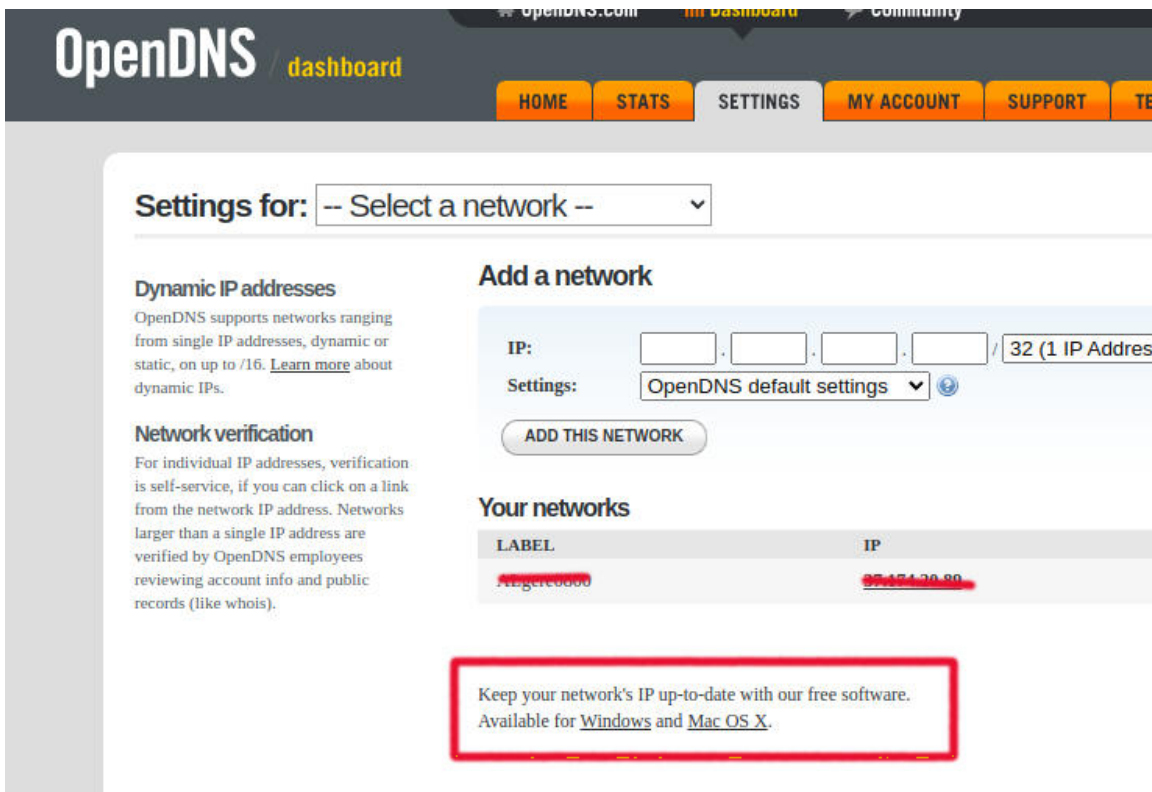 OpenDNS.com Dashboard Community
OpenDNS / dashboard
HOME STATS SETTINGS MY ACCOUNT SUPPORT
Settings for: -- Select a network --
Dynamic IP addresses
OpenDNS supports networks ranging
from single IP addresses, dynamic or
static, on up to /16. Learn more about
dynamic IPs.
Network verification
For individual IP addresses, verification
is self-service, if you can click on a link
from the network IP address. Networks
larger than a single IP address are
verified by OpenDNS employees
reviewing account info and public
records (like whois).
Add a network
IP: . . . / 32 (1 IP Addres
Settings: OpenDNS default settings ?
ADD THIS NETWORK
Your networks
LABEL IP
Keep your network's IP up-to-date with our free software.
Available for Windows and Mac OS X.